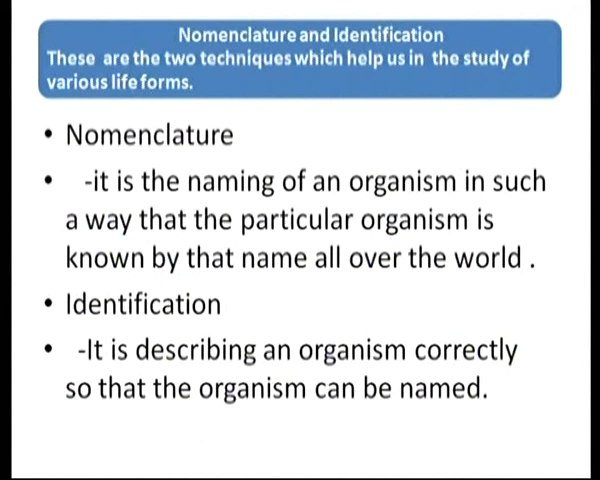 Nomenclature and Identification
These are the two techniques which help us in the study of
various life forms.
• Nomenclature
• -it is the naming of an organism in such
a way that the particular organism is
known by that name all over the world .
• Identification
• -It is describing an organism correctly
so that the organism can be named.